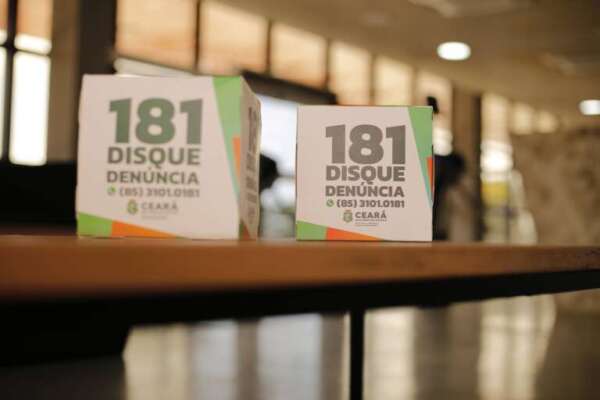 181
DISQUE
DENÚNCIA
(85) 3101.0181
CEARÁ
181
DISQUE
DENÚNCIA
(85) 3101.0181
CEARÁ